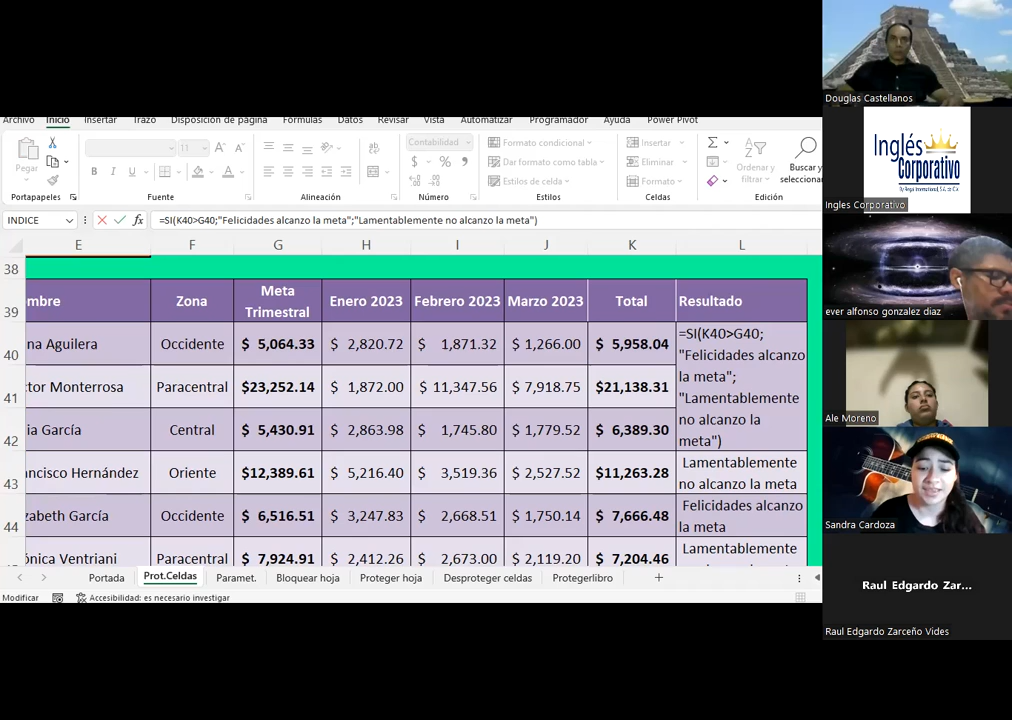 Archivo Inicio Insertar Trazo Disposición de página Fórmulas Datos Revisar Vista Automatizar Programador Ayuda Power Pivot
Pegar
Portapapeles
11
Fuente
Alineación
Contabilidad
$ %
Número
Formato condicional
Dar formato como tabla
Estilos de celda
Estilos
Insertar
Eliminar
Formato
Celdas
Ordenar y
filtrar
Buscar y
seleccionar
Edición
INDICE
fx
=SI(K40>G40;"Felicidades alcanzo la meta";"Lamentablemente no alcanzo la meta")
E F G H I J K L
38
39 mbre Zona Meta Trimestral Enero 2023 Febrero 2023 Marzo 2023 Total Resultado
40 na Aguilera Occidente $ 5,064.33 $ 2,820.72 $ 1,871.32 $ 1,266.00 $ 5,958.04
41 ctor Monterrosa Paracentral $23,252.14 $ 1,872.00 $ 11,347.56 $ 7,918.75 $21,138.31
42 ia García Central $ 5,430.91 $ 2,863.98 $ 1,745.80 $ 1,779.52 $ 6,389.30
=SI(K40>G40;
"Felicidades alcanzo
la meta";
"Lamentablemente
no alcanzo la
meta")
43 ncisco Hernández Oriente $12,389.61 $ 5,216.40 $ 3,519.36 $ 2,527.52 $11,263.28 Lamentablemente
no alcanzo la meta
44 zabeth García Occidente $ 6,516.51 $ 3,247.83 $ 2,668.51 $ 1,750.14 $ 7,666.48 Felicidades alcanzo
la meta
ónica Ventriani Paracentral $ 7,924.91 $ 2,412.26 $ 2,673.00 $ 2,119.20 $ 7,204.46 Lamentablemente
Portada Prot.Celdas Paramet. Bloquear hoja Proteger hoja Desproteger celdas Protegerlibro
Modificar Accesibilidad: es necesario investigar
Douglas Castellanos
Inglés
Corporativo
Ingles Corporativo
ever alfonso gonzalez diaz
Ale Moreno
Sandra Cardoza
Raul Edgardo Zar...
Raul Edgardo Zarceño Vides